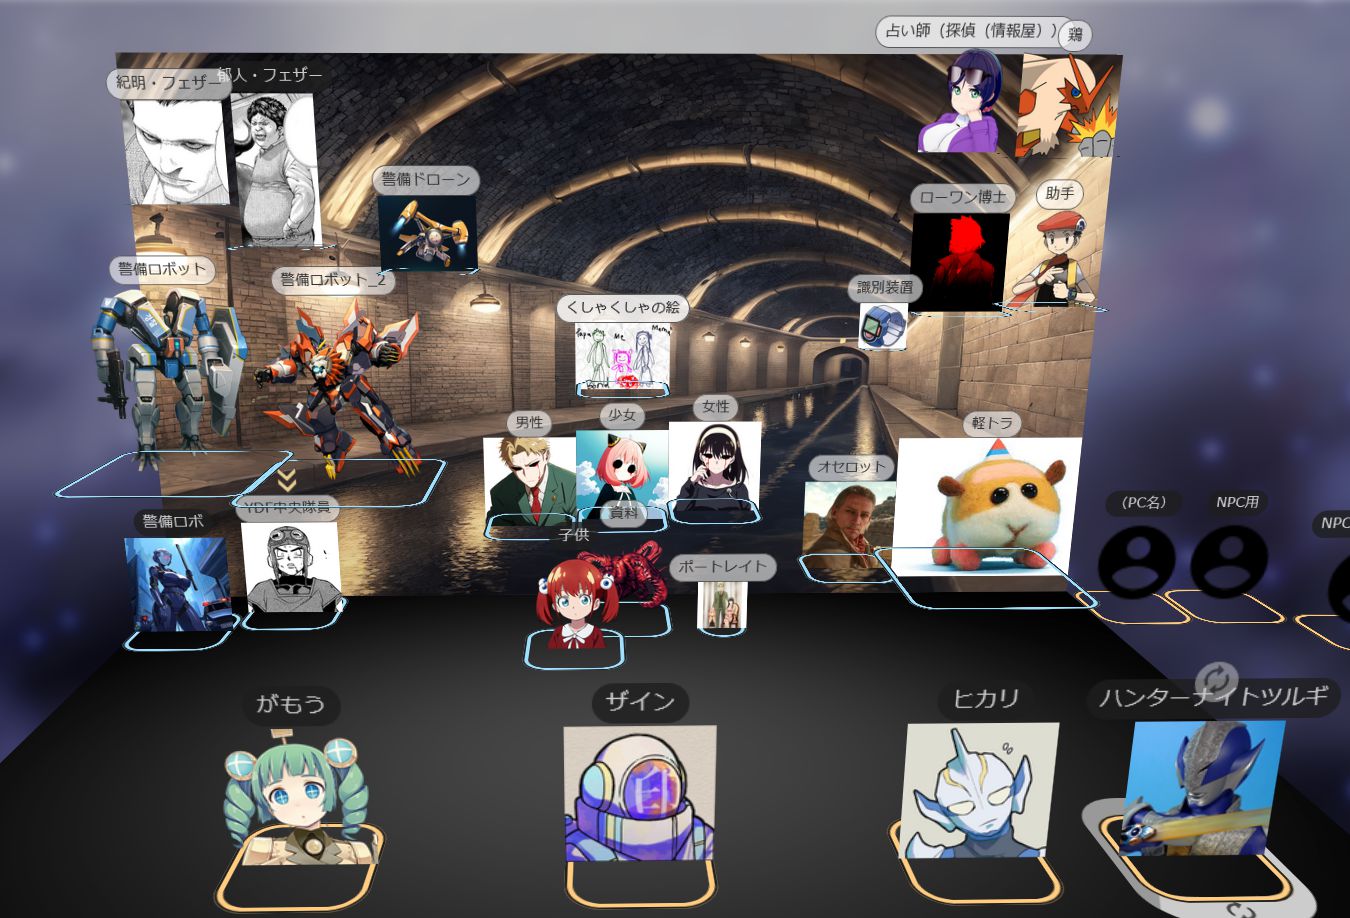 占い師（探偵（情報屋））
鶏
紀明・フェザー
郁人・フェザー
警備ドローン
ローワン博士
助手
警備ロボット
警備ロボット_2
識別装置
くしゃくしゃの絵
Papa
Me
Mama
Bond
男性
少女
女性
軽トラ
オセロット
YDF中央隊員
警備ロボ
資料
子供
ポートレイト
（PC名）
NPC用
NPC
がもう
ザイン
ヒカリ
ハンターナイトツルギ
白